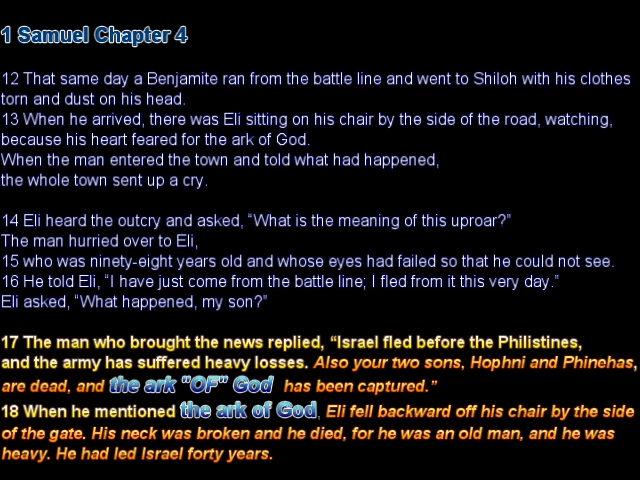 1 Samuel Chapter 4
12 That same day a Benjamite ran from the battle line and went to Shiloh with his clothes
torn and dust on his head.
13 When he arrived, there was Eli sitting on his chair by the side of the road, watching,
because his heart feared for the ark of God.
When the man entered the town and told what had happened,
the whole town sent up a cry.
14 Eli heard the outcry and asked, “What is the meaning of this uproar?”
The man hurried over to Eli,
15 who was ninety-eight years old and whose eyes had failed so that he could not see.
16 He told Eli, “I have just come from the battle line; I fled from it this very day.”
Eli asked, “What happened, my son?”
17 The man who brought the news replied, “Israel fled before the Philistines,
and the army has suffered heavy losses. Also your two sons, Hophni and Phinehas,
are dead, and the ark "OF" God has been captured.”
18 When he mentioned the ark of God, Eli fell backward off his chair by the side
of the gate. His neck was broken and he died, for he was an old man, and he was
heavy. He had led Israel forty years.